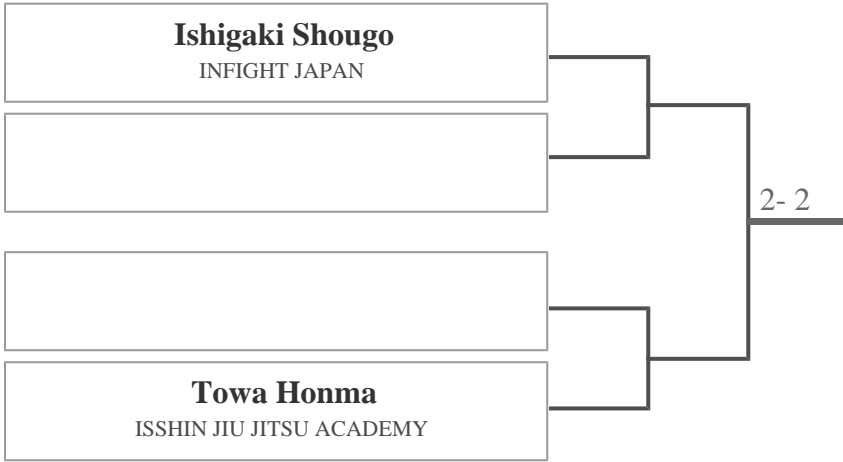 Ishigaki Shougo
INFIGHT JAPAN
2- 2
Towa Honma
ISSHIN JIU JITSU ACADEMY